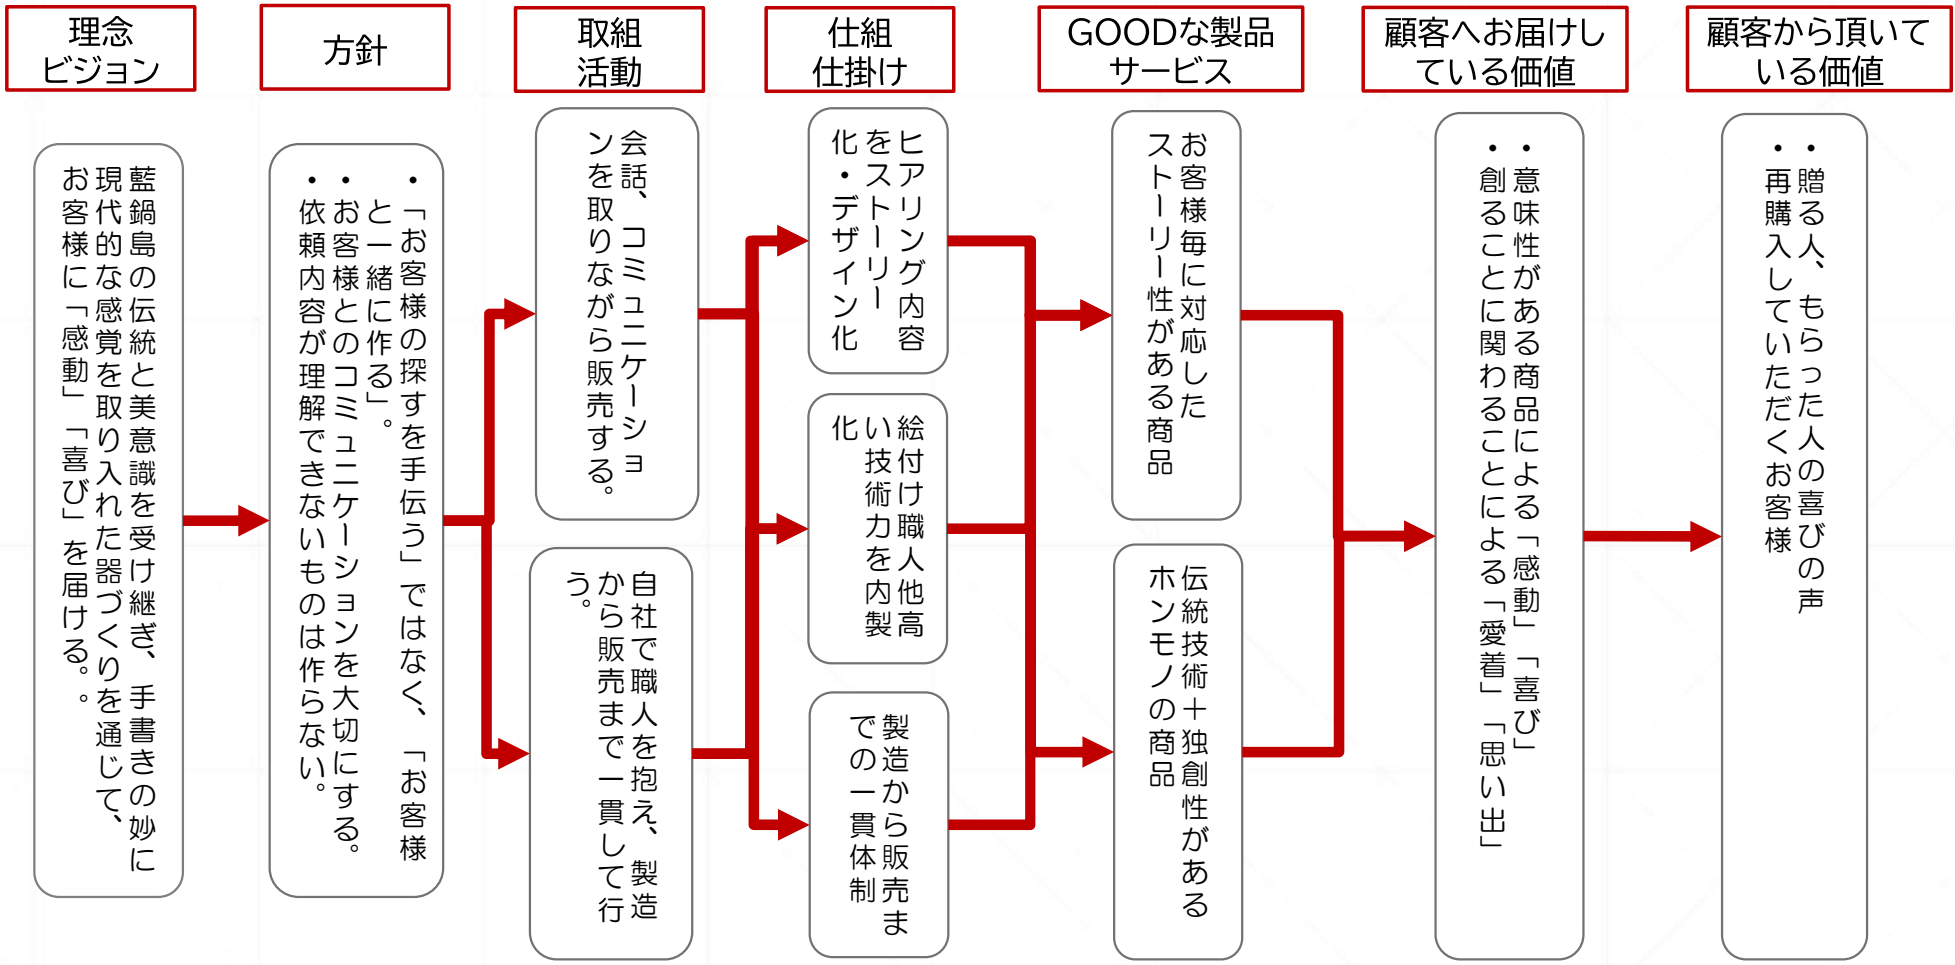 理念
ビジョン
方針
取組
活動
仕組
仕掛け
GOODな製品
サービス
顧客へお届けし
ている価値
顧客から頂いて
いる価値
藍鍋島の伝統と美意識を受け継ぎ、手書きの妙に
現代的な感覚を取り入れた器づくりを通じて、
お客様に「感動」「喜び」を届ける。。
・「お客様の探すを手伝う」ではなく、「お客様
と一緒に作る」。
・お客様とのコミュニケーションを大切にする。
・依頼内容が理解できないものは作らない。
会話、コミュニケーショ
ンを取りながら販売する。
自社で職人を抱え、製造
から販売まで一貫して行
う。
ヒアリング内容
をストーリー
化・デザイン化
絵付け職人他高
い技術力を内製
化
製造から販売ま
での一貫体制
お客様毎に対応した
ストーリー性がある商品
伝統技術＋独創性がある
ホンモノの商品
・意味性がある商品による「感動」「喜び」
・創ることに関わることによる「愛着」「思い出」
・贈る人、もらった人の喜びの声
・再購入していただくお客様